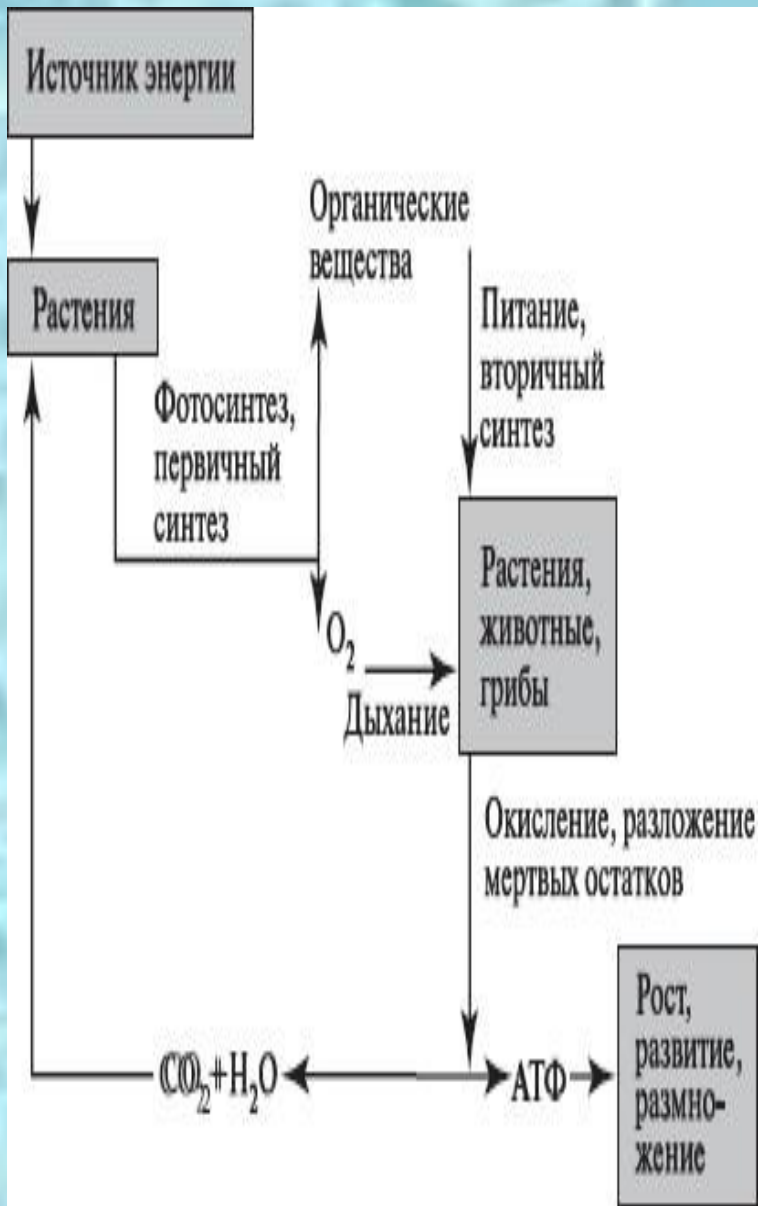 Источник энергии
Органические
вещества
Растения
Питание,
вторичный
синтез
Фотосинтез,
первичный
синтез
Растения,
животные,
грибы
O₂
Дыхание
Окисление, разложение
мертвых остатков
CO₂+H₂O
АТФ
Рост,
развитие,
размно-
жение